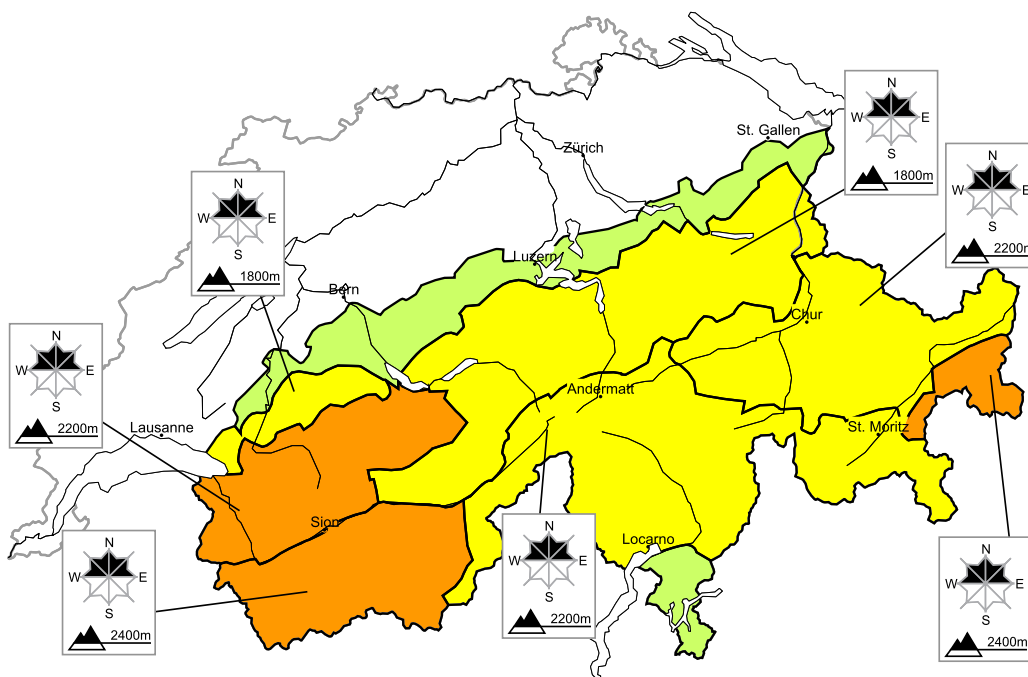 St. Gallen
Zürich
N
W E
S
1800m
N
W E
S
2200m
N
W E
S
1800m
Luzern
Bern
Chur
N
W E
S
2200m
Andermatt
Lausanne
St. Moritz
Sion
Locarno
N
W E
S
2400m
N
W E
S
2200m
N
W E
S
2400m